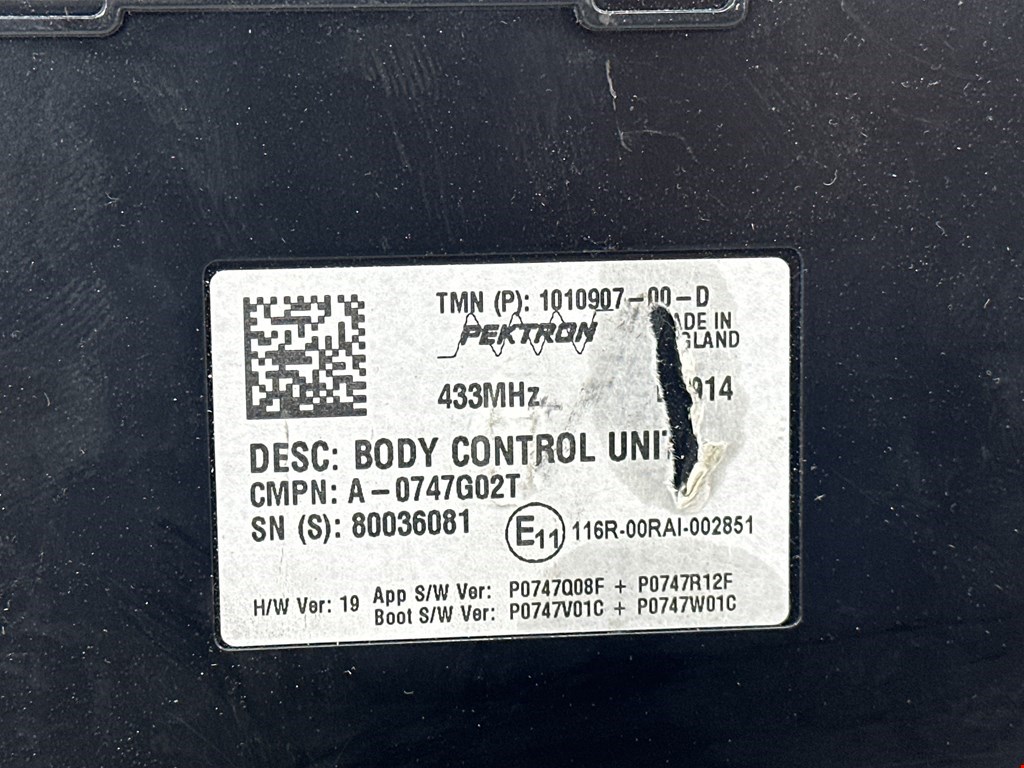 TMN (P): 1010907-00-D
PEKTRON
ADE IN
GLAND
433MHz
914
DESC: BODY CONTROL UNIT
CMPN: A-0747G02T
SN (S): 80036081
E11 116R-00RAI-002851
H/W Ver: 19
App S/W Ver: P0747Q08F + P0747R12F
Boot S/W Ver: P0747V01C + P0747W01C